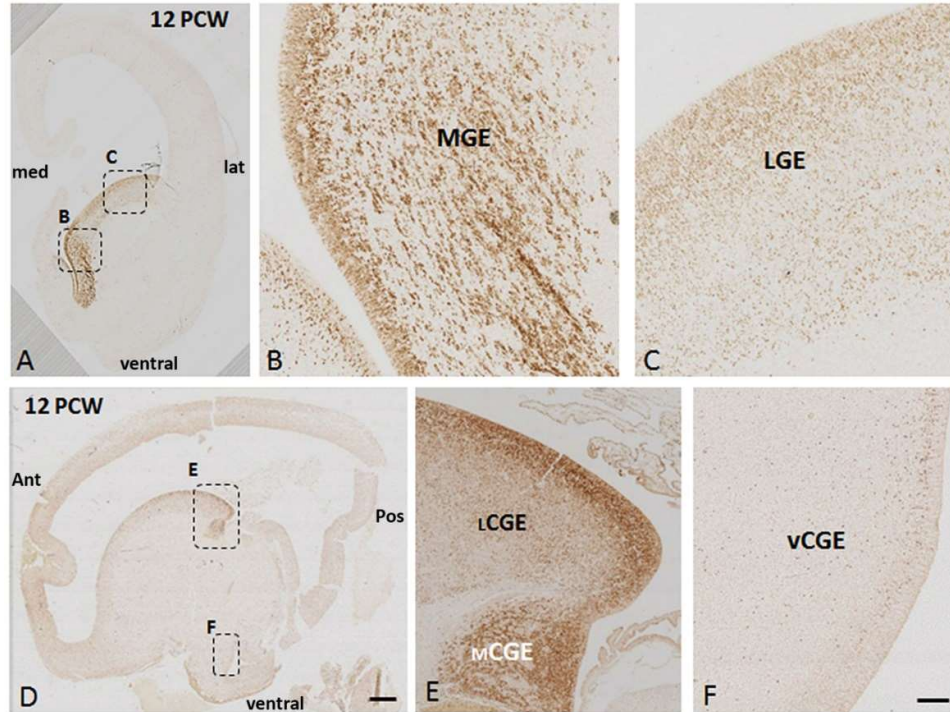 12 PCW
C
med
lat
B
A
ventral
MGE
B
LGE
C
12 PCW
Ant
E
Pos
F
D
ventral
LCGE
MCGE
E
vCGE
F